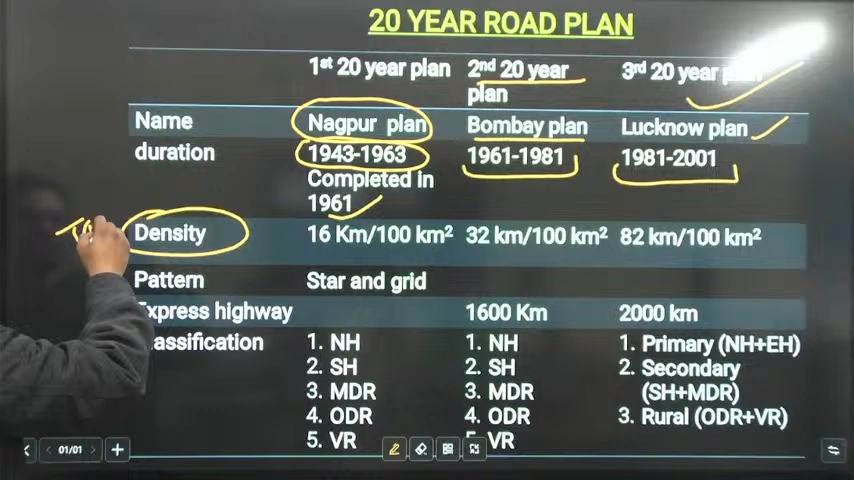 20 YEAR ROAD PLAN
1st 20 year plan 2nd 20 year 3rd 20 year plan
plan
Name Nagpur plan Bombay plan Lucknow plan
duration 1943-1963 1961-1981 1981-2001
Completed in
1961
Density 16 Km/100 km² 32 km/100 km² 82 km/100 km²
Pattern Star and grid
Express highway 1600 Km 2000 km
assification 1. NH 1. NH 1. Primary (NH+EH)
2. SH 2. SH 2. Secondary
3. MDR 3. MDR (SH+MDR)
4. ODR 4. ODR 3. Rural (ODR+VR)
5. VR 5. VR
01/01